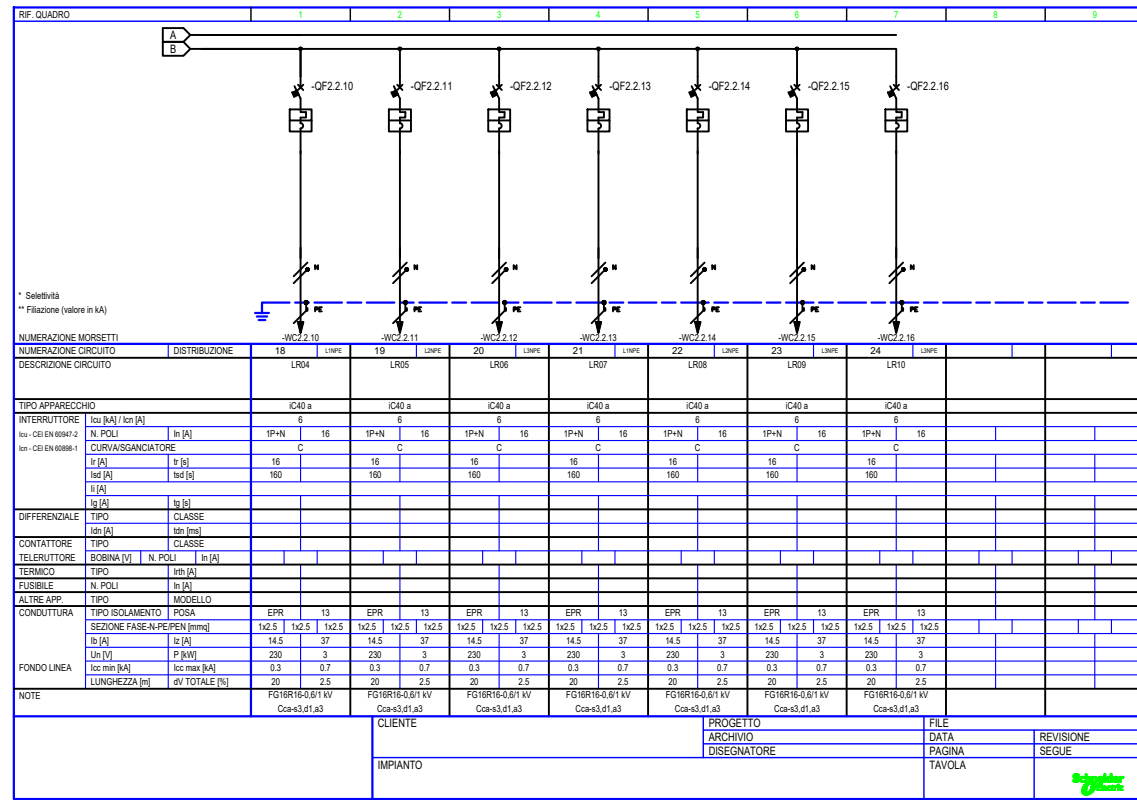 RIF. QUADRO 1 2 3 4 5 6 7 8 9
A
B
-QF2.2.10 -QF2.2.11 -QF2.2.12 -QF2.2.13 -QF2.2.14 -QF2.2.15 -QF2.2.16
N N N N N N N
* Selettività
** Filiazione (valore in kA)
PE PE PE PE PE PE PE
NUMERAZIONE MORSETTI -WC2.2.10 -WC2.2.11 -WC2.2.12 -WC2.2.13 -WC2.2.14 -WC2.2.15 -WC2.2.16
NUMERAZIONE CIRCUITO DISTRIBUZIONE 18 L1NPE 19 L2NPE 20 L3NPE 21 L1NPE 22 L2NPE 23 L3NPE 24 L3NPE
DESCRIZIONE CIRCUITO LR04 LR05 LR06 LR07 LR08 LR09 LR10
TIPO APPARECCHIO iC40 a iC40 a iC40 a iC40 a iC40 a iC40 a iC40 a
INTERRUTTORE Icu [kA] / Icn [A] 6 6 6 6 6 6 6
Icu - CEI EN 60947-2 N. POLI In [A] 1P+N 16 1P+N 16 1P+N 16 1P+N 16 1P+N 16 1P+N 16 1P+N 16
Icn - CEI EN 60898-1 CURVA/SGANCIATORE C C C C C C C
Ir [A] tr [s] 16 16 16 16 16 16 16
Isd [A] tsd [s] 160 160 160 160 160 160 160
Ii [A]
Ig [A] tg [s]
DIFFERENZIALE TIPO CLASSE
Idn [A] tdn [ms]
CONTATTORE TIPO CLASSE
TELERUTTORE BOBINA [V] N. POLI In [A]
TERMICO TIPO Irth [A]
FUSIBILE N. POLI In [A]
ALTRE APP. TIPO MODELLO
CONDUTTURA TIPO ISOLAMENTO POSA EPR 13 EPR 13 EPR 13 EPR 13 EPR 13 EPR 13 EPR 13
SEZIONE FASE-N-PE/PEN [mmq] 1x2.5 1x2.5 1x2.5 1x2.5 1x2.5 1x2.5 1x2.5 1x2.5 1x2.5 1x2.5 1x2.5 1x2.5 1x2.5 1x2.5 1x2.5 1x2.5 1x2.5 1x2.5 1x2.5 1x2.5 1x2.5
Ib [A] Iz [A] 14.5 37 14.5 37 14.5 37 14.5 37 14.5 37 14.5 37 14.5 37
Un [V] P [kW] 230 3 230 3 230 3 230 3 230 3 230 3 230 3
FONDO LINEA Icc min [kA] Icc max [kA] 0.3 0.7 0.3 0.7 0.3 0.7 0.3 0.7 0.3 0.7 0.3 0.7 0.3 0.7
LUNGHEZZA [m] dV TOTALE [%] 20 2.5 20 2.5 20 2.5 20 2.5 20 2.5 20 2.5 20 2.5
NOTE FG16R16-0,6/1 kV FG16R16-0,6/1 kV FG16R16-0,6/1 kV FG16R16-0,6/1 kV FG16R16-0,6/1 kV FG16R16-0,6/1 kV FG16R16-0,6/1 kV
Cca-s3,d1,a3 Cca-s3,d1,a3 Cca-s3,d1,a3 Cca-s3,d1,a3 Cca-s3,d1,a3 Cca-s3,d1,a3 Cca-s3,d1,a3
CLIENTE PROGETTO FILE
ARCHIVIO DATA REVISIONE
DISEGNATORE PAGINA SEGUE
IMPIANTO TAVOLA
Schneider
Electric